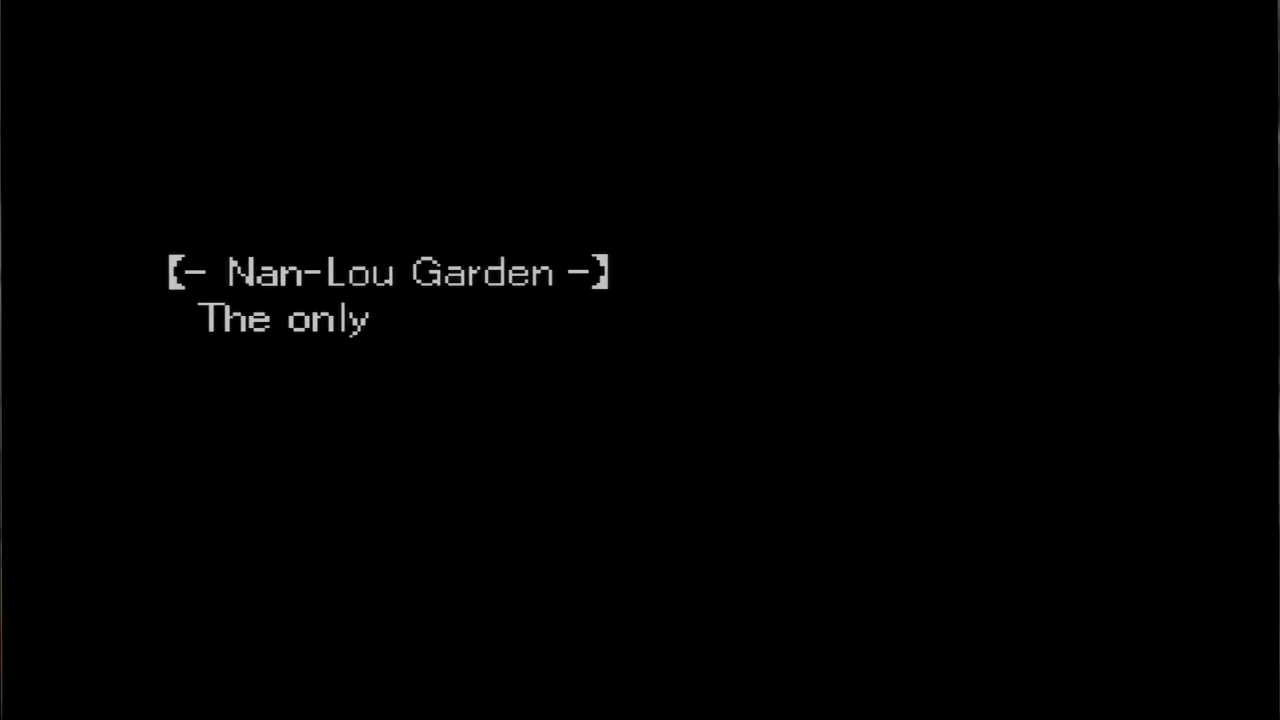 【- Nan-Lou Garden -】
The only